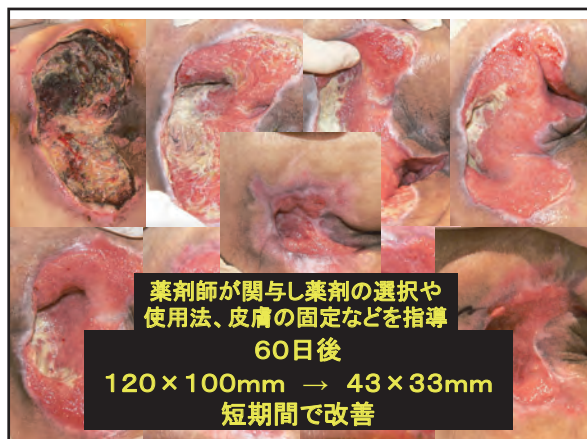 薬剤師が関与し薬剤の選択や
使用法、皮膚の固定などを指導
60日後
120×100mm → 43×33mm
短期間で改善